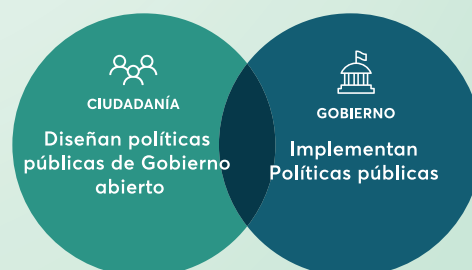 CIUDADANÍA
Diseñan políticas
públicas de Gobierno
abierto
GOBIERNO
Implementan
Políticas públicas